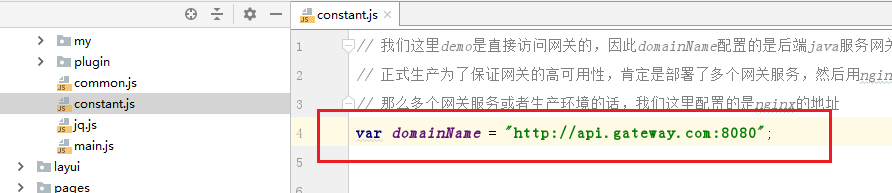 constant.js
my
plugin
common.js
constant.js
jq.js
main.js
layui
pages
1 // 我们这里demo是直接访问网关的，因此domainName配置的是后端java服务网关
2 // 正式生产为了保证网关的高可用性，肯定是部署了多个网关服务，然后用nginx
3 // 那么多个网关服务或者生产环境的话，我们这里配置的是nginx的地址
4 var domainName = "http://api.gateway.com:8080";
5
6